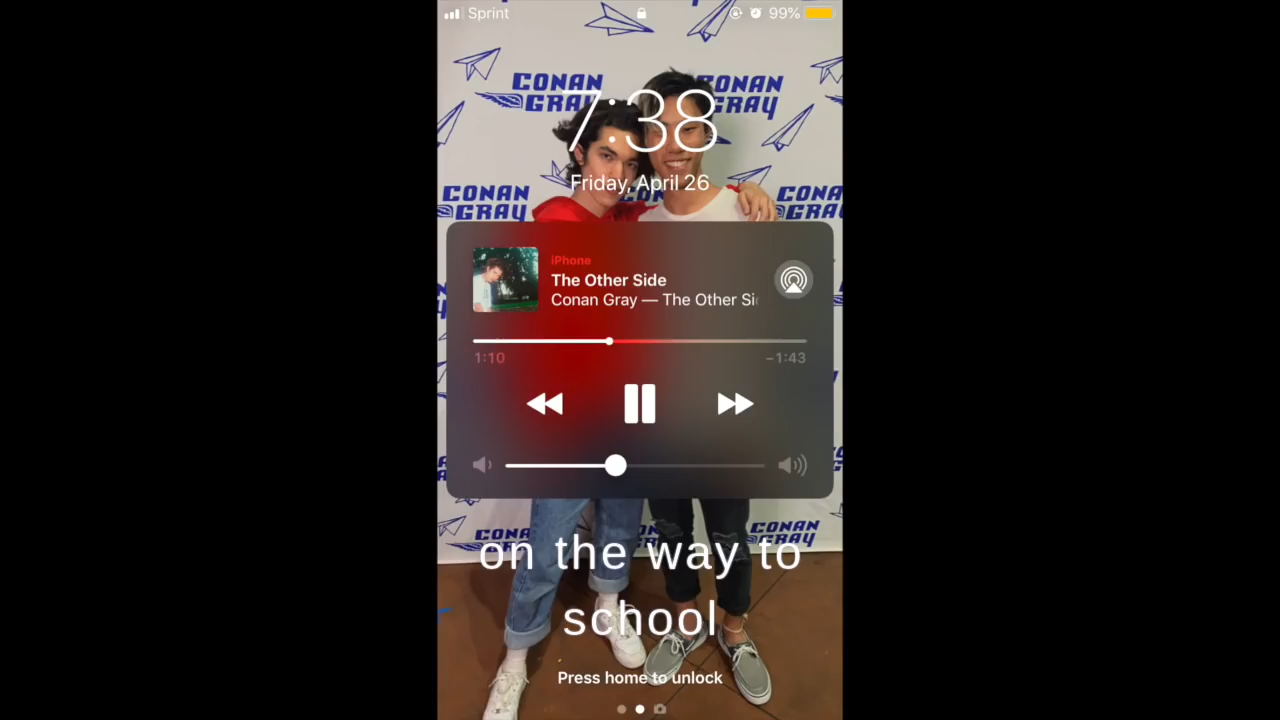 Sprint
99%
CONAN
GRAY
CONAN
GRAY
7:38
Friday, April 26
CONAN
GRAY
CONAN
GRAY
iPhone
The Other Side
Conan Gray — The Other Si
1:10
−1:43
CONAN
GRAY
on the way to
school
Press home to unlock